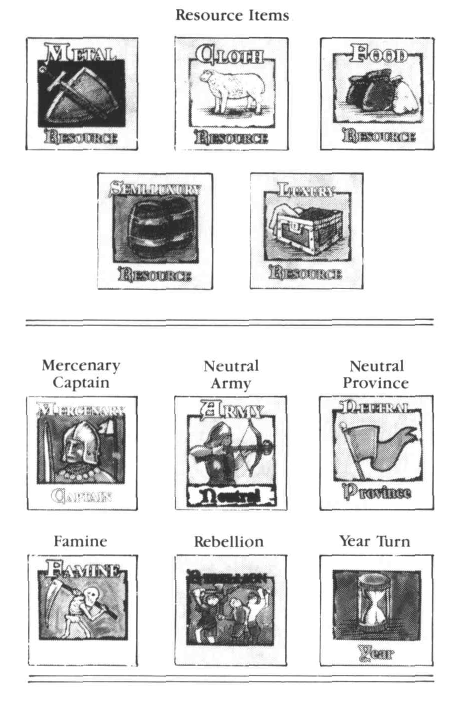 Resource Items
METAL
RESOURCE
CLOTH
RESOURCE
FOOD
RESOURCE
SEMI-LUXURY
RESOURCE
LUXURY
RESOURCE
Mercenary
Captain
Neutral
Army
Neutral
Province
MERCENARY
CAPTAIN
ARMY
Neutral
NEUTRAL
Province
Famine
Rebellion
Year Turn
FAMINE
REBELLION
Year